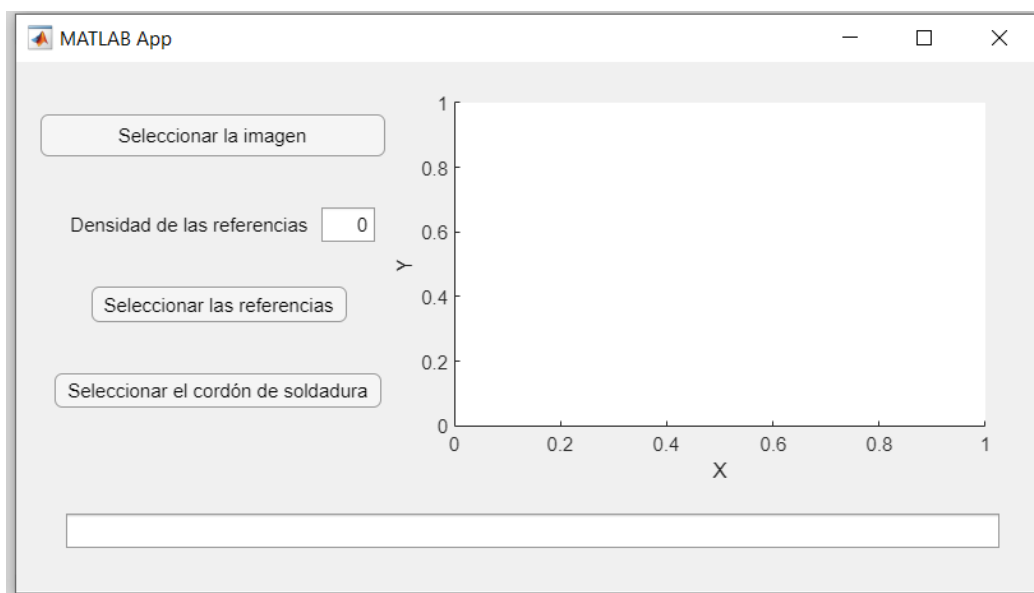 MATLAB App
Seleccionar la imagen
Densidad de las referencias 0
Seleccionar las referencias
Seleccionar el cordón de soldadura
1
0.8
0.6
0.4
0.2
0
Y
0 0.2 0.4 0.6 0.8 1
X